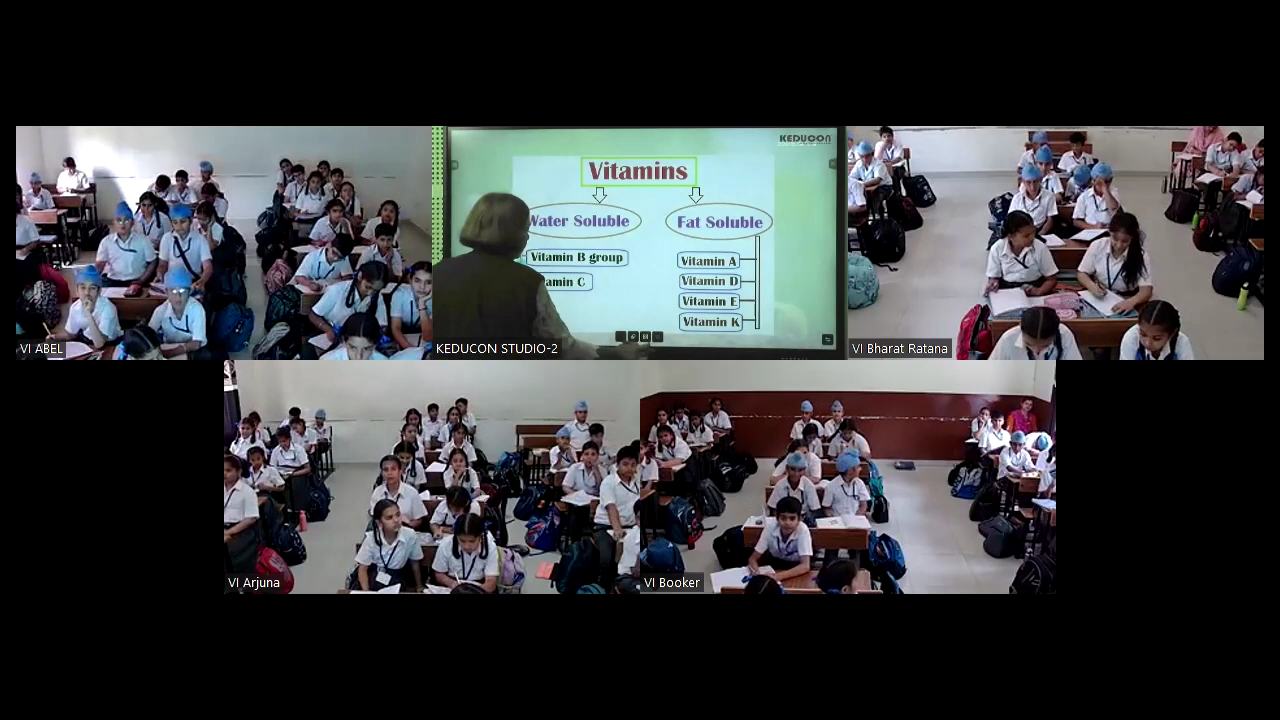 KEDUCON
Vitamins
Water Soluble
Fat Soluble
Vitamin B group
amin C
Vitamin A
Vitamin D
Vitamin E
Vitamin K
VI ABEL
KEDUCON STUDIO-2
VI Bharat Ratana
VI Arjuna
VI Booker